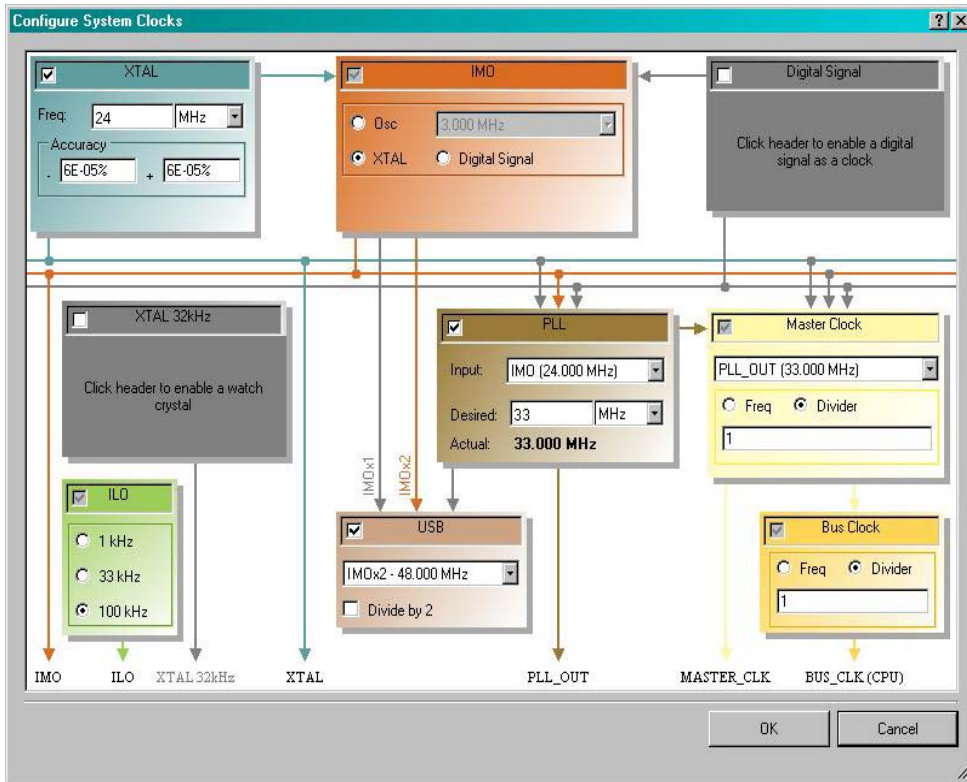 Configure System Clocks
XTAL
Freq: 24 MHz
Accuracy
- 6E-05% + 6E-05%
IMO
Osc 3.000 MHz
XTAL Digital Signal
Digital Signal
Click header to enable a digital
signal as a clock
XTAL 32kHz
Click header to enable a watch
crystal
PLL
Input: IMO (24.000 MHz)
Desired: 33 MHz
Actual: 33.000 MHz
Master Clock
PLL_OUT (33.000 MHz)
Freq Divider
1
IMOx1
IMOx2
ILO
1 kHz
33 kHz
100 kHz
USB
IMOx2 - 48.000 MHz
Divide by 2
Bus Clock
Freq Divider
1
IMO ILO XTAL32kHz XTAL PLL_OUT MASTER_CLK BUS_CLK (CPU)
OK Cancel